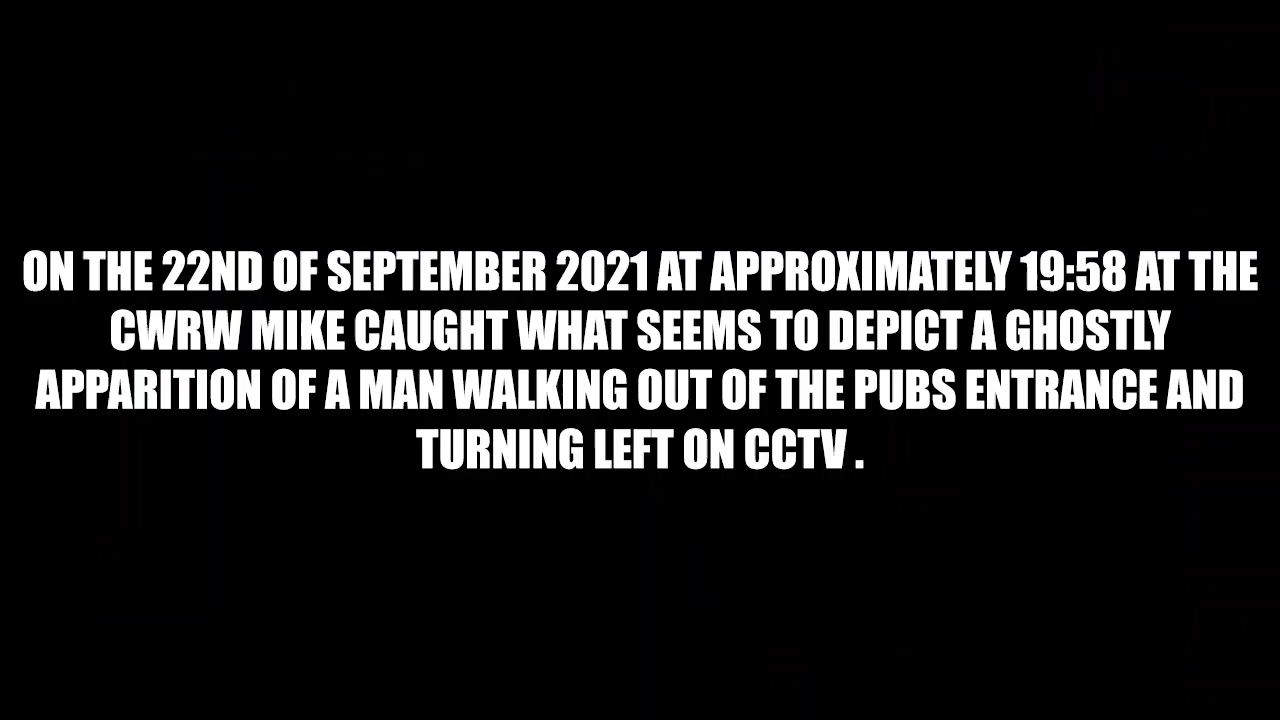 ON THE 22ND OF SEPTEMBER 2021 AT APPROXIMATELY 19:58 AT THE
CWRW MIKE CAUGHT WHAT SEEMS TO DEPICT A GHOSTLY
APPARITION OF A MAN WALKING OUT OF THE PUBS ENTRANCE AND
TURNING LEFT ON CCTV .